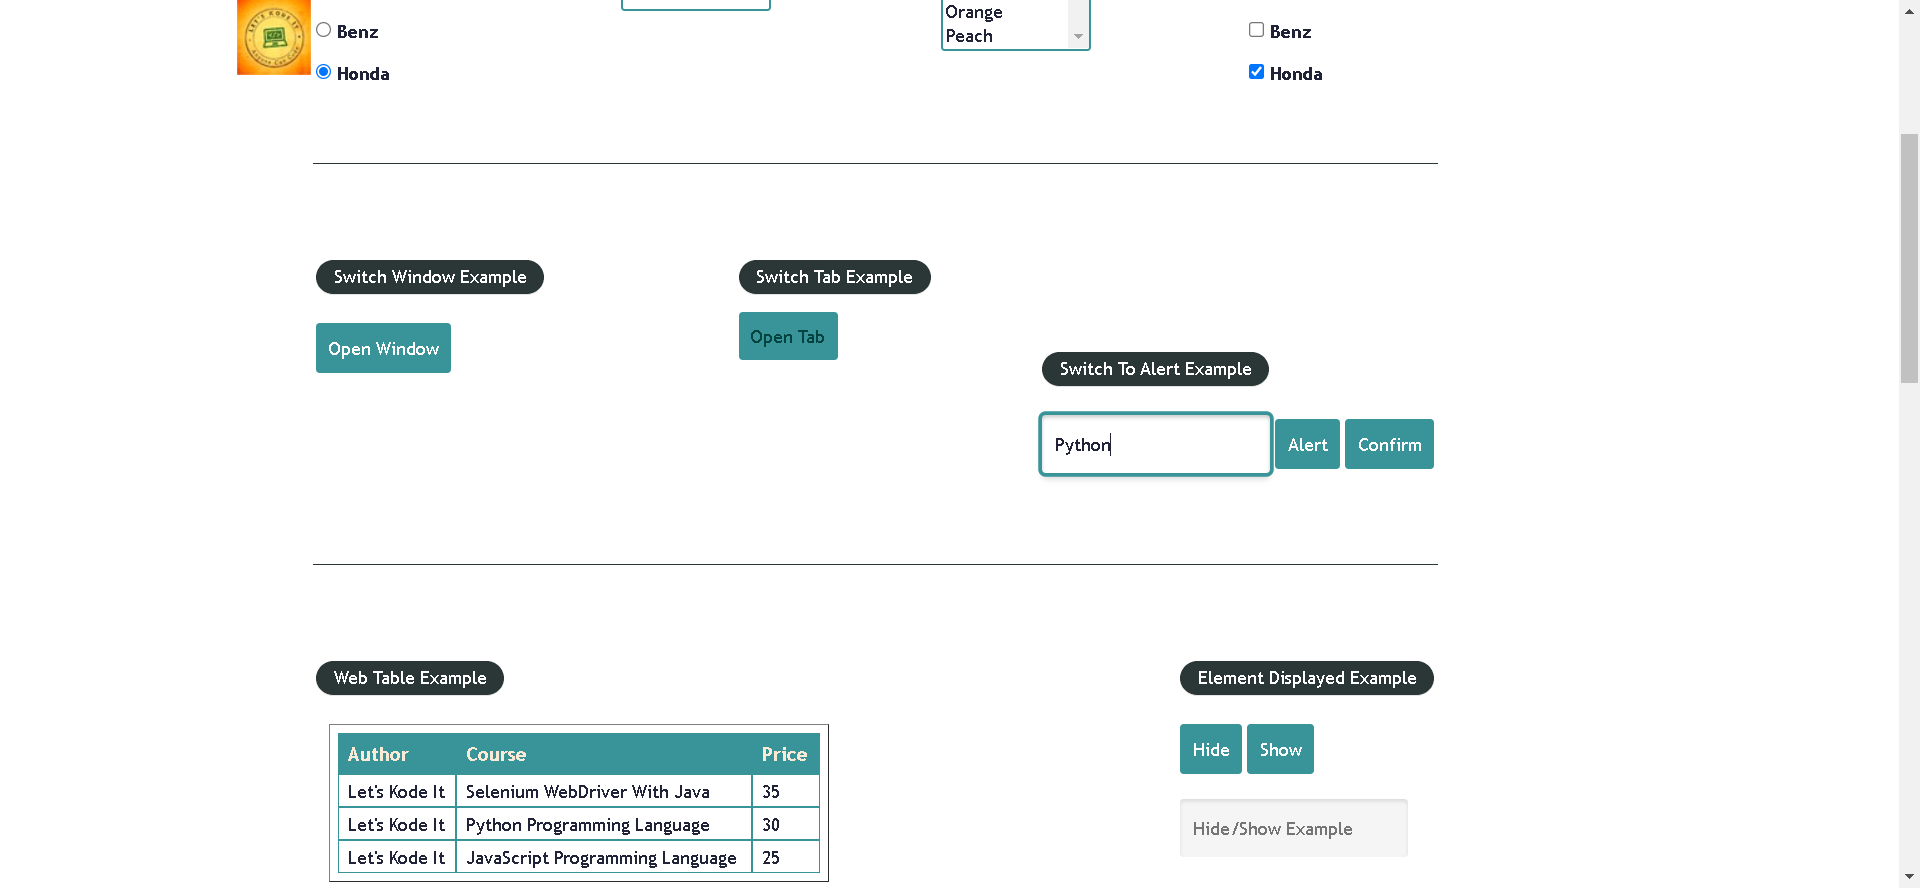 LET'S KODE IT
Benz
Honda
Orange
Peach
Benz
Honda
Switch Window Example
Open Window
Switch Tab Example
Open Tab
Switch To Alert Example
Python
Alert
Confirm
Web Table Example
Author Course Price
Let's Kode It Selenium WebDriver With Java 35
Let's Kode It Python Programming Language 30
Let's Kode It JavaScript Programming Language 25
Element Displayed Example
Hide
Show
Hide/Show Example